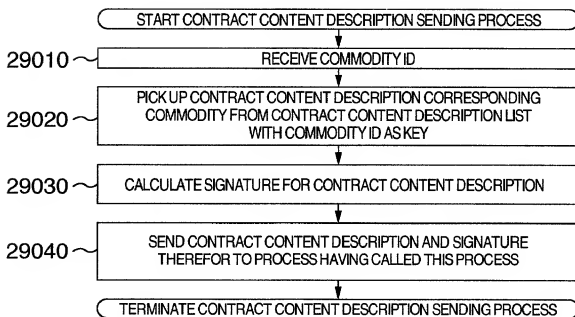 START CONTRACT CONTENT DESCRIPTION SENDING PROCESS
29010
RECEIVE COMMODITY ID
29020
PICK UP CONTRACT CONTENT DESCRIPTION CORRESPONDING
COMMODITY FROM CONTRACT CONTENT DESCRIPTION LIST
WITH COMMODITY ID AS KEY
29030
CALCULATE SIGNATURE FOR CONTRACT CONTENT DESCRIPTION
29040
SEND CONTRACT CONTENT DESCRIPTION AND SIGNATURE
THEREFOR TO PROCESS HAVING CALLED THIS PROCESS
TERMINATE CONTRACT CONTENT DESCRIPTION SENDING PROCESS